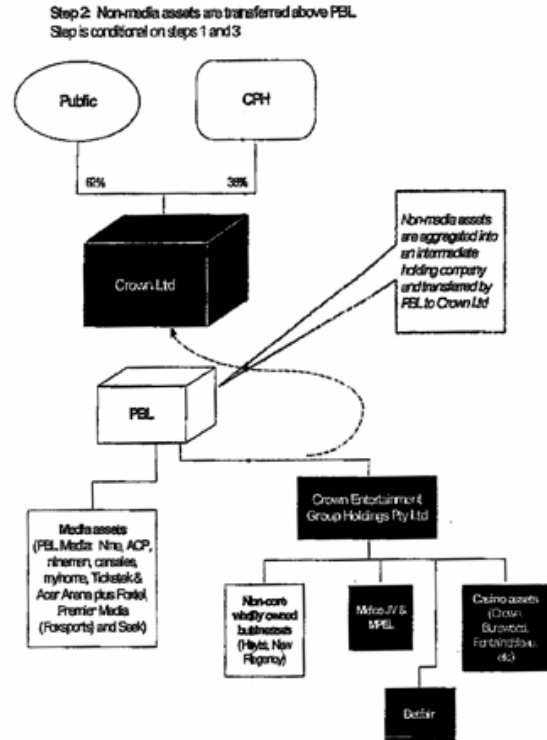 Step 2: Non-media assets are transferred above PBL
Step is conditional on steps 1 and 3
Public
CPH
62%
38%
Non-media assets
are aggregated into
an intermediate
holding company
and transferred by
PBL to Crown Ltd
Crown Ltd
PBL
Crown Entertainment
Group Holdings Pty Ltd
Media assets
(PBL Media: Nine, ACP,
ninemsn, carsales,
myhome, Ticketek &
Acer Arena plus Foxtel,
Premier Media
(Foxsports) and Seek)
Non-core
wholly owned
businesses
(Hoyts, New
Regency)
Melco JV &
MPBL
Casino assets
(Crown,
Burswood,
Fontainebleau,
etc)
Betfair